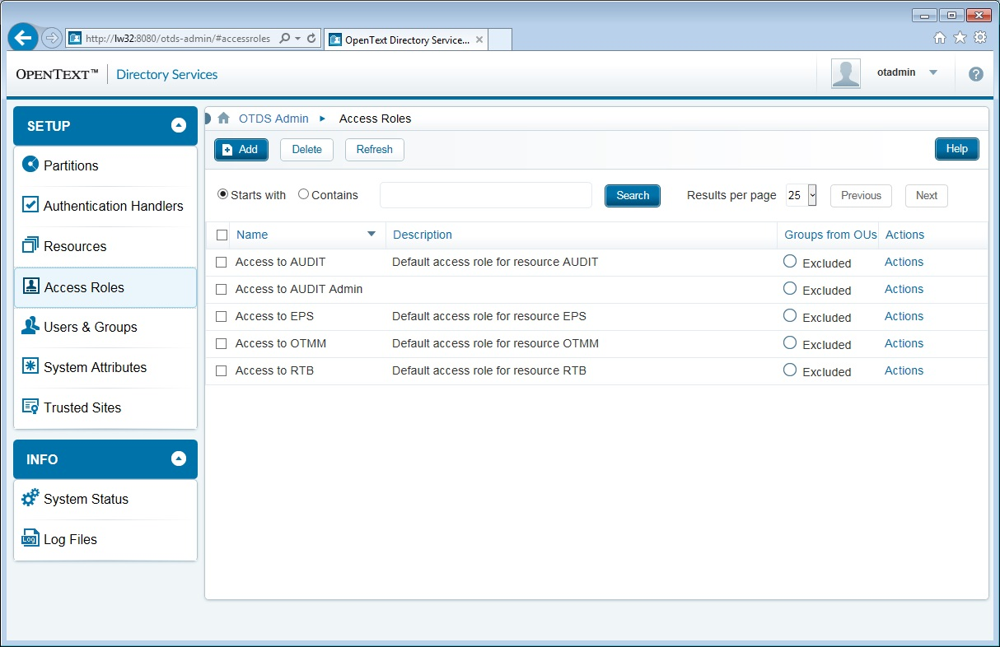 http://lw32:8080/otds-admin/#accessroles
OpenText Directory Service...
OPENTEXT™ Directory Services
otadmin
?
SETUP
Partitions
Authentication Handlers
Resources
Access Roles
Users & Groups
System Attributes
Trusted Sites
INFO
System Status
Log
Log Files
OTDS Admin Access Roles
Add Delete Refresh Help
Starts with Contains Search Results per page 25 Previous Next
Name Description Groups from OUs Actions
Access to AUDIT Default access role for resource AUDIT Excluded Actions
Access to AUDIT Admin Excluded Actions
Access to EPS Default access role for resource EPS Excluded Actions
Access to OTMM Default access role for resource OTMM Excluded Actions
Access to RTB Default access role for resource RTB Excluded Actions